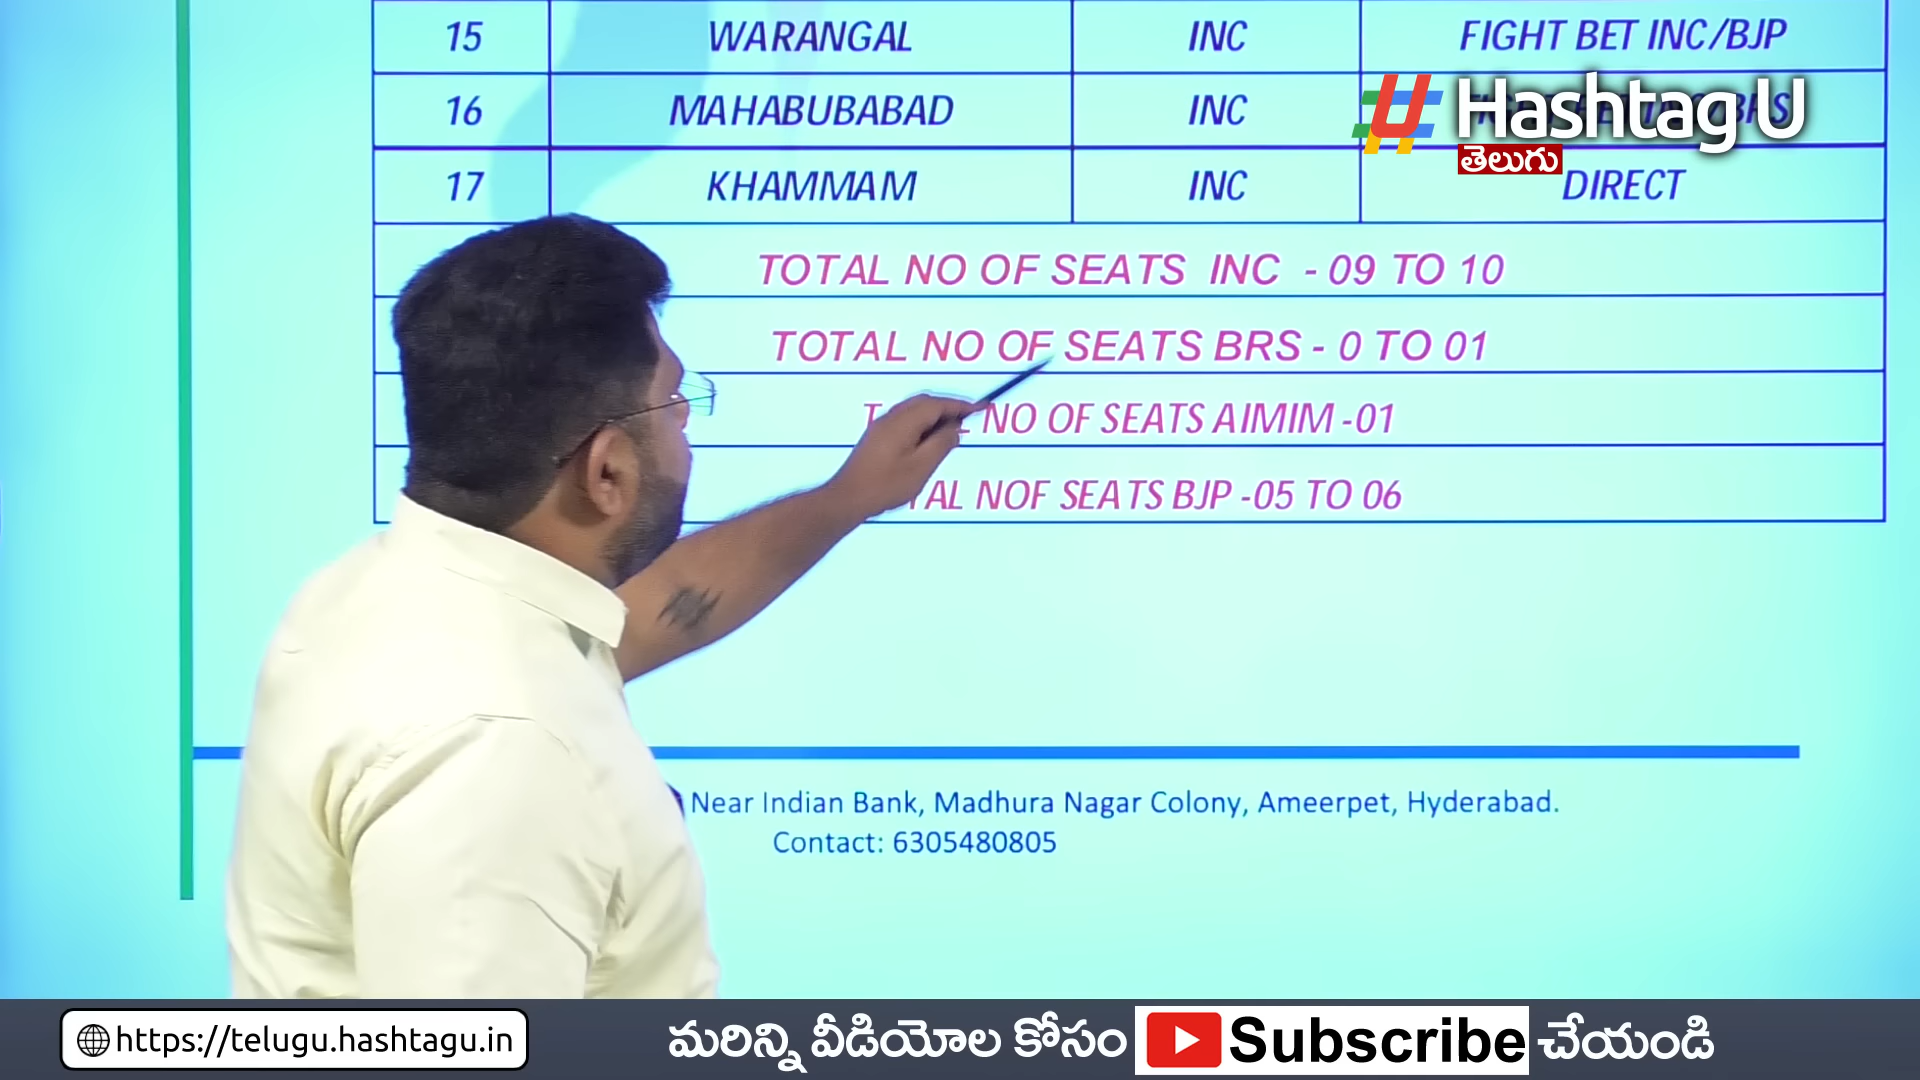 15 WARANGAL INC FIGHT BET INC/BJP
16 MAHABUBABAD INC BRS
Hashtag U
తెలుగు
17 KHAMMAM INC DIRECT
TOTAL NO OF SEATS INC - 09 TO 10
TOTAL NO OF SEATS BRS - 0 TO 01
NO OF SEATS AIMIM -01
NOF SEATS BJP -05 TO 06
Near Indian Bank, Madhura Nagar Colony, Ameerpet, Hyderabad.
Contact: 6305480805
https://telugu.hashtagu.in
మరిన్ని వీడియోల కోసం Subscribe చేయండి